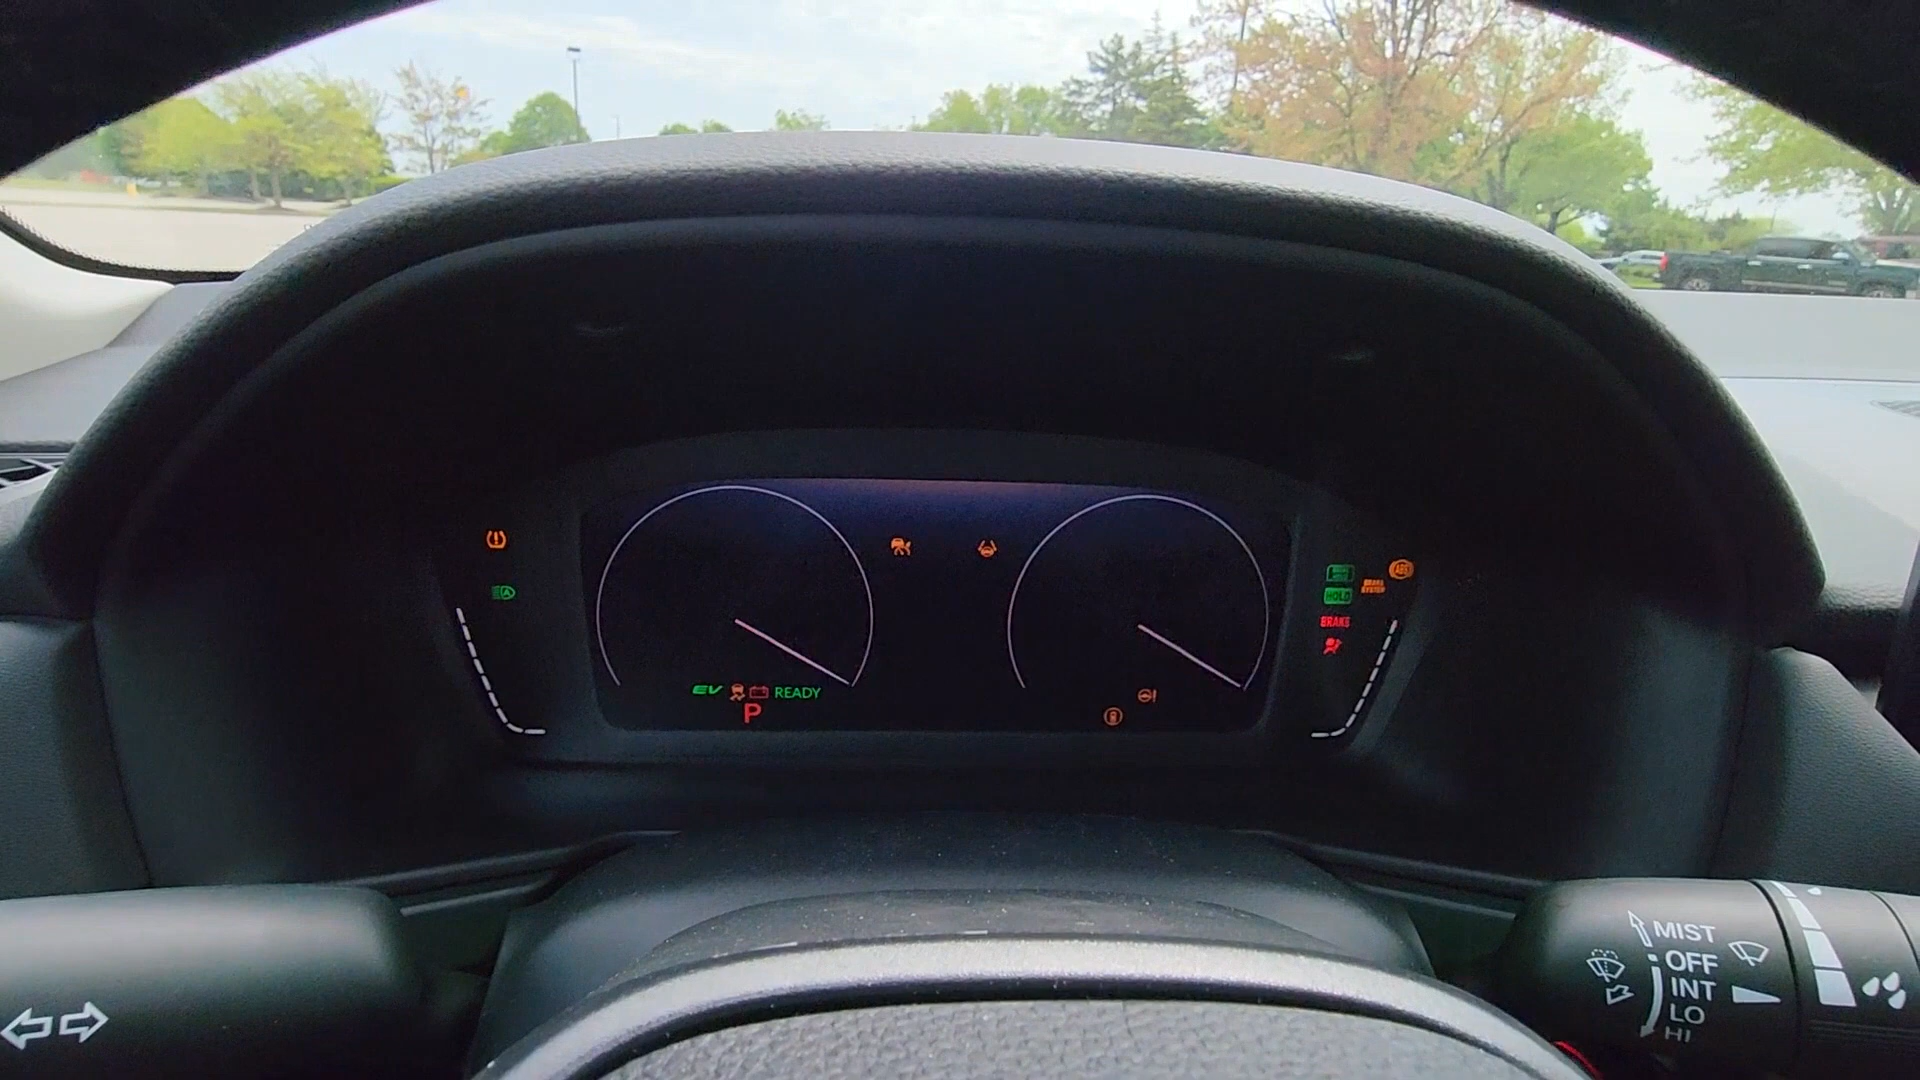 ABS
BRAKE
SYSTEM
HOLD
BRAKE
EV
READY
P
MIST
OFF
INT
LO
HI